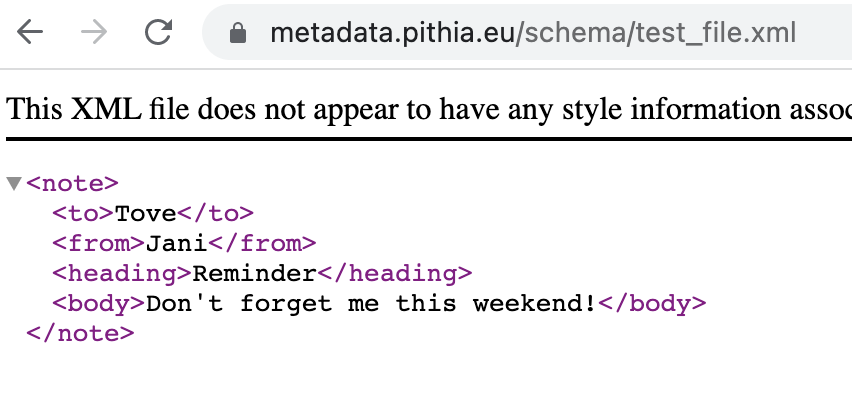 metadata.pithia.eu/schema/test_file.xml
This XML file does not appear to have any style information
<note>
<to>Tove</to>
<from>Jani</from>
<heading>Reminder</heading>
<body>Don't forget me this weekend!</body>
</note>